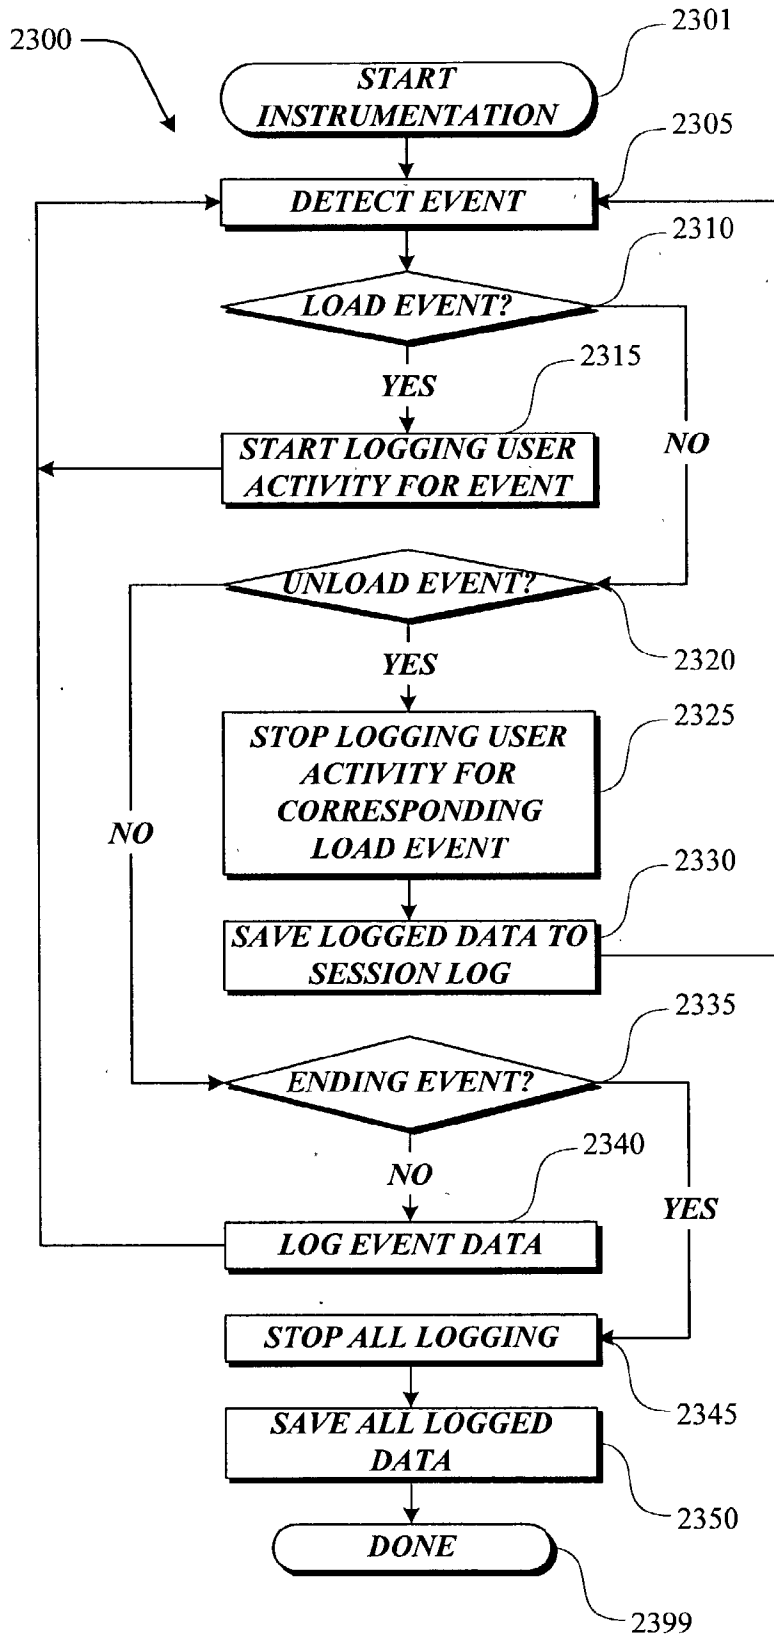 2300
2301
START
INSTRUMENTATION
2305
DETECT EVENT
2310
LOAD EVENT?
YES
2315
NO
START LOGGING USER
ACTIVITY FOR EVENT
UNLOAD EVENT?
2320
YES
2325
STOP LOGGING USER
ACTIVITY FOR
CORRESPONDING
LOAD EVENT
NO
2330
SAVE LOGGED DATA TO
SESSION LOG
2335
ENDING EVENT?
2340
NO
YES
LOG EVENT DATA
STOP ALL LOGGING
2345
SAVE ALL LOGGED
DATA
2350
DONE
2399